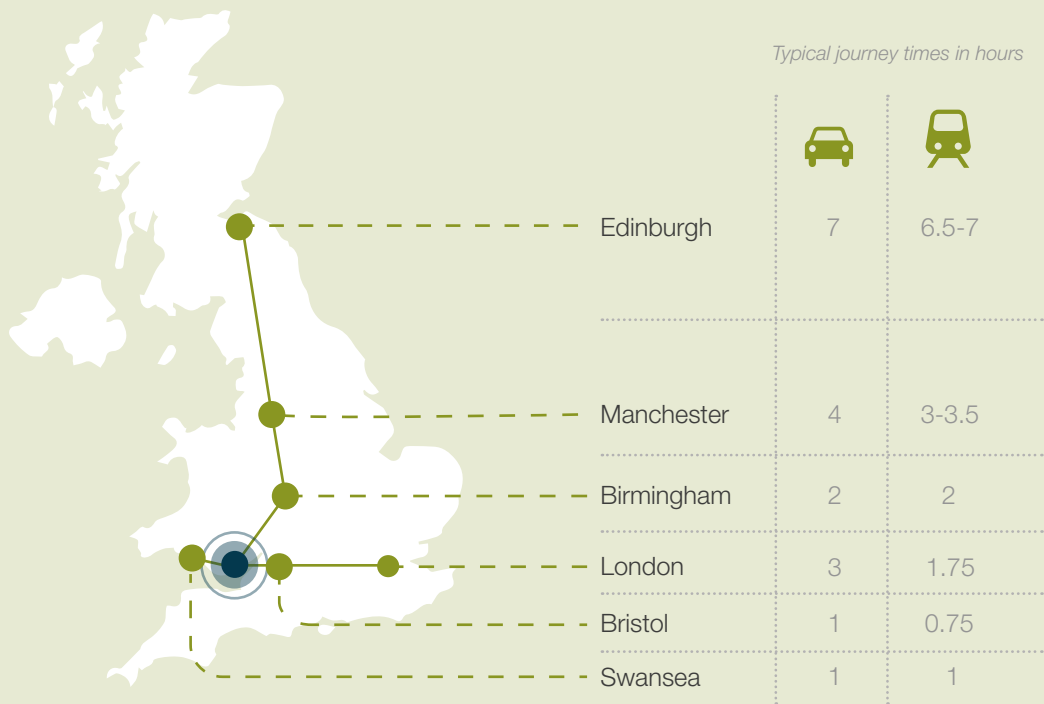 Typical journey times in hours
Edinburgh 7 6.5-7
Manchester 4 3-3.5
Birmingham 2 2
London 3 1.75
Bristol 1 0.75
Swansea 1 1